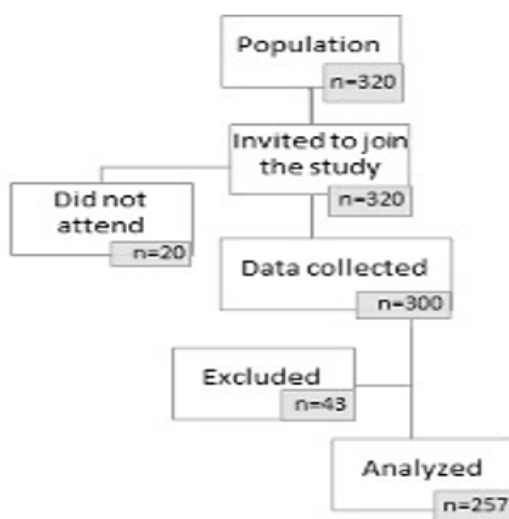 Population
n=320
Invited to join
the study
n=320
Did not
attend
n=20
Data collected
n=300
Excluded
n=43
Analyzed
n=257